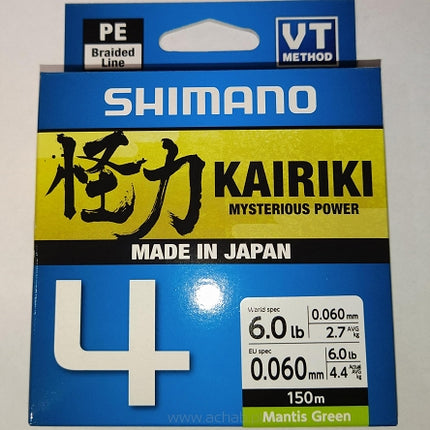 PE
Braided
Line
VT
METHOD
SHIMANO
怪力 KAIRIKI
MYSTERIOUS POWER
MADE IN JAPAN
4
World spec
6.0 lb
0.060 mm
2.7 AVG kg
EU spec
0.060 mm
6.0 lb
4.4 Actual AVG kg
150m
Mantis Green